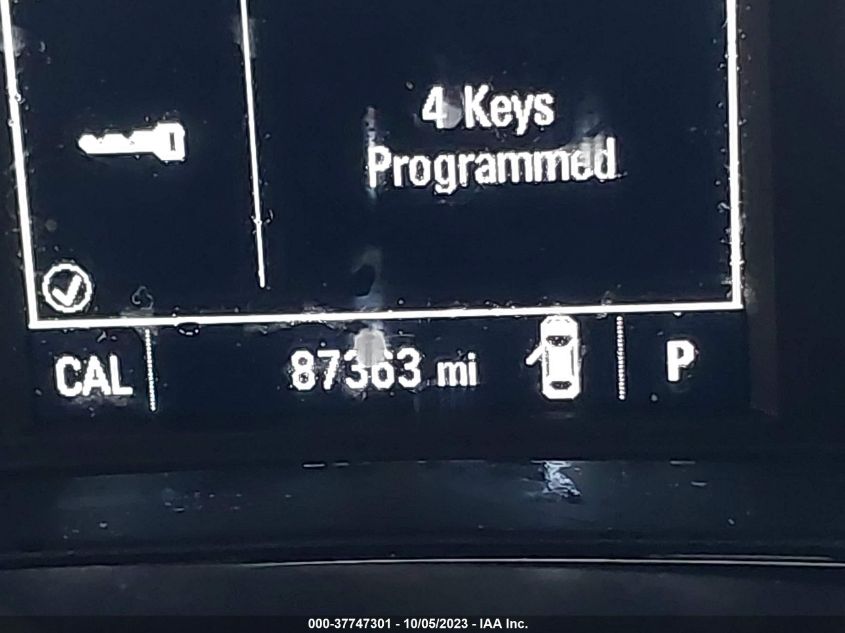 4 Keys
Programmed
CAL 87363 mi P
000-37747301 - 10/05/2023 - IAA Inc.